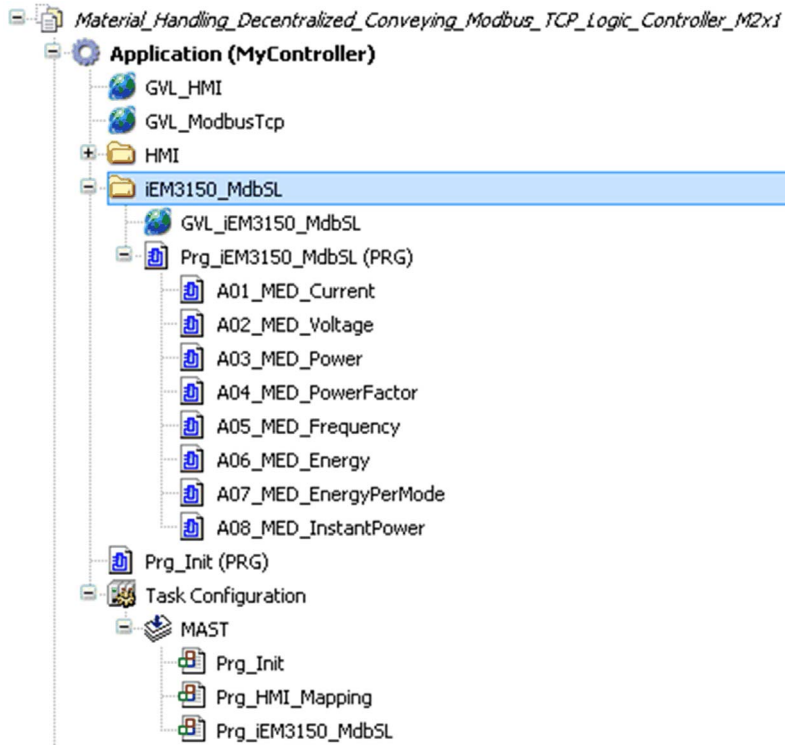 Material_Handling_Decentralized_Conveying_Modbus_TCP_Logic_Controller_M2x1
Application (MyController)
GVL_HMI
GVL_ModbusTcp
HMI
iEM3150_MdbSL
GVL_iEM3150_MdbSL
Prg_iEM3150_MdbSL (PRG)
A01_MED_Current
A02_MED_Voltage
A03_MED_Power
A04_MED_PowerFactor
A05_MED_Frequency
A06_MED_Energy
A07_MED_EnergyPerMode
A08_MED_InstantPower
Prg_Init (PRG)
Task Configuration
MAST
Prg_Init
Prg_HMI_Mapping
Prg_iEM3150_MdbSL